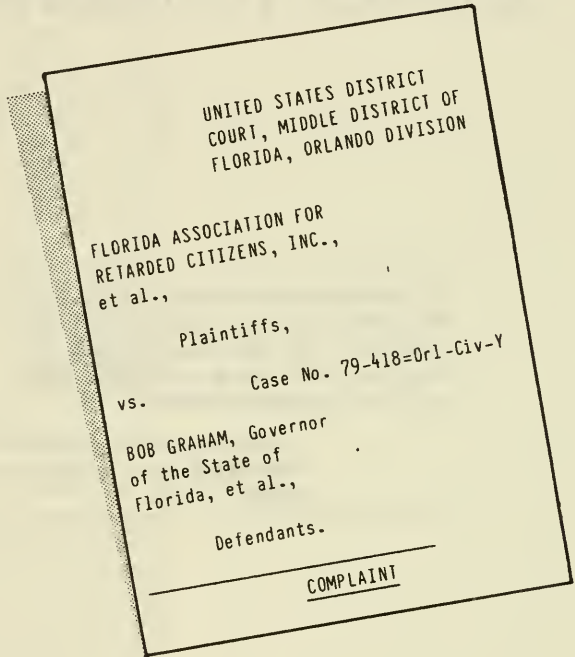 UNITED STATES DISTRICT
COURT, MIDDLE DISTRICT OF
FLORIDA, ORLANDO DIVISION
FLORIDA ASSOCIATION FOR
RETARDED CITIZENS, INC.,
et al.,
Plaintiffs,
vs. Case No. 79-418=Orl-Civ-Y
BOB GRAHAM, Governor
of the State of
Florida, et al.,
Defendants.
COMPLAINT